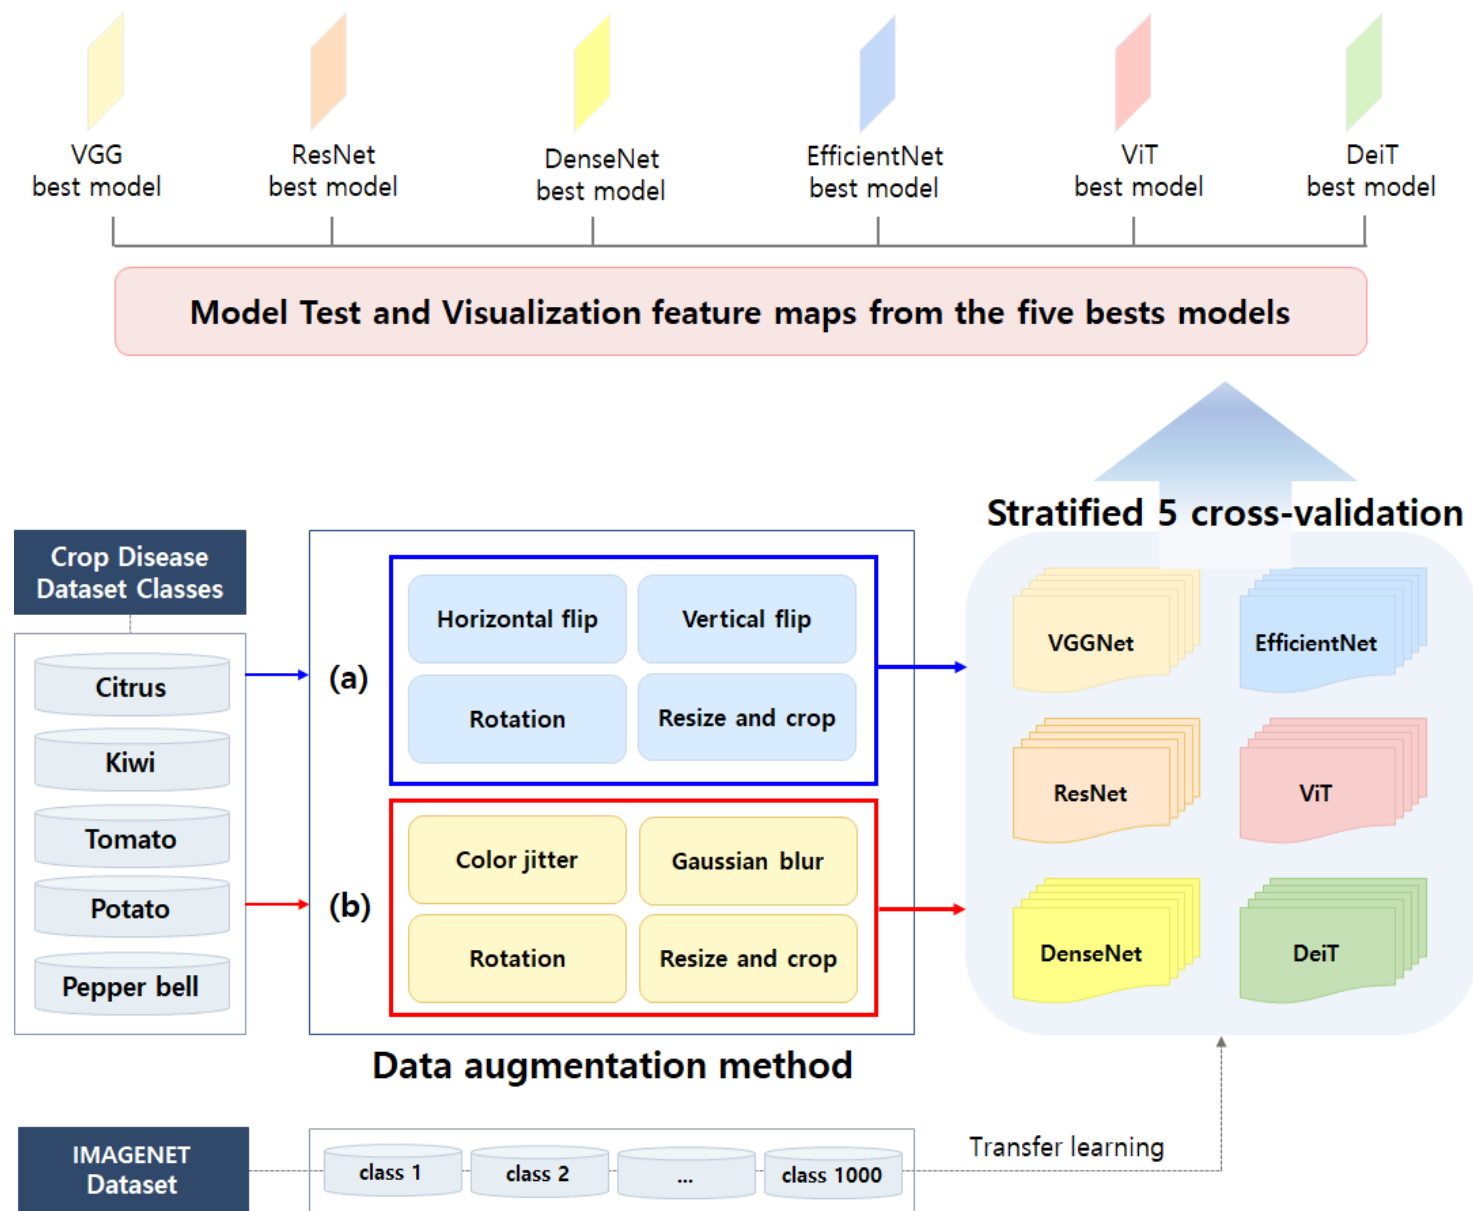 VGG
best model
ResNet
best model
DenseNet
best model
EfficientNet
best model
ViT
best model
DeiT
best model
Model Test and Visualization feature maps from the five bests models
Stratified 5 cross-validation
Crop Disease
Dataset Classes
Citrus
Kiwi
Tomato
Potato
Pepper bell
(a)
Horizontal flip
Vertical flip
Rotation
Resize and crop
(b)
Color jitter
Gaussian blur
Rotation
Resize and crop
Data augmentation method
VGGNet
EfficientNet
ResNet
ViT
DenseNet
DeiT
IMAGENET
Dataset
class 1
class 2
...
class 1000
Transfer learning